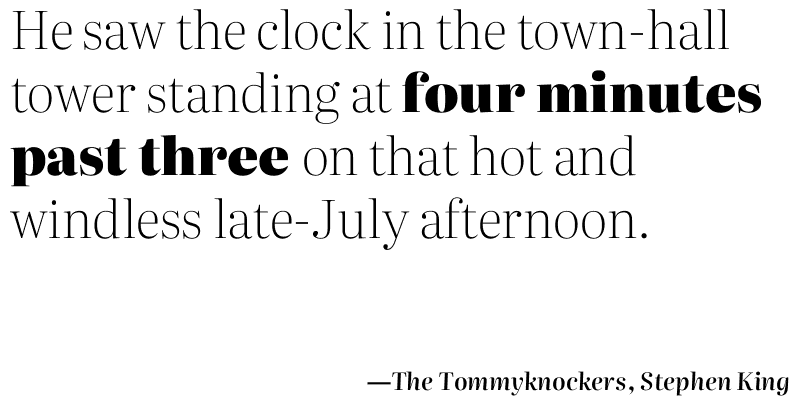 He saw the clock in the town-hall
tower standing at four minutes
past three on that hot and
windless late-July afternoon.
—The Tommyknockers, Stephen King